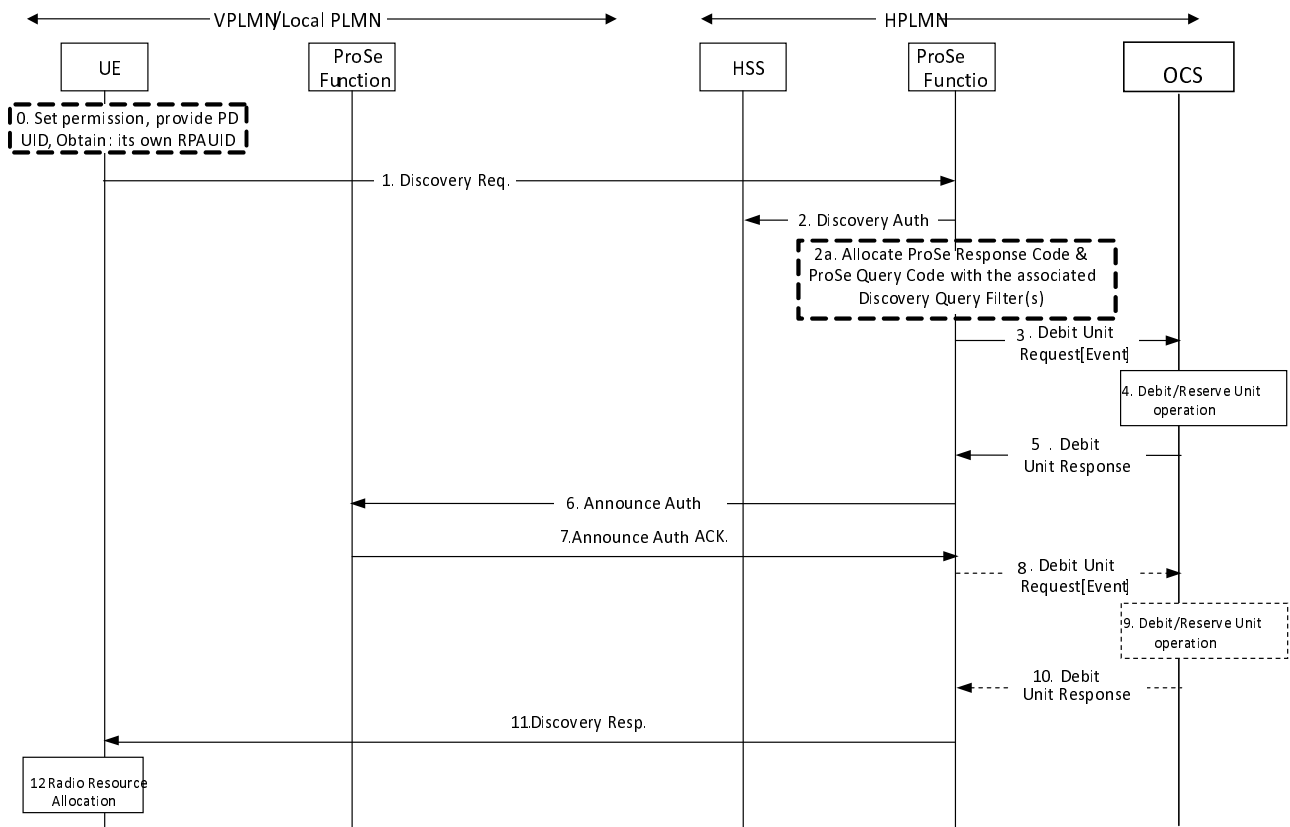 VPLMN/Local PLMN
HPLMN
UE
ProSe
Function
HSS
ProSe
Functio
OCS
0. Set permission, provide PD
UID, Obtain: its own RPAUID
1. Discovery Req.
2. Discovery Auth
2a. Allocate ProSe Response Code &
ProSe Query Code with the associated
Discovery Query Filter(s)
3. Debit Unit
Request[Event]
4. Debit/Reserve Unit
operation
5 . Debit
Unit Response
6. Announce Auth
7.Announce Auth ACK.
8. Debit Unit
Request[Event]
9. Debit/Reserve Unit
operation
10. Debit
Unit Response
11.Discovery Resp.
12 Radio Resource
Allocation